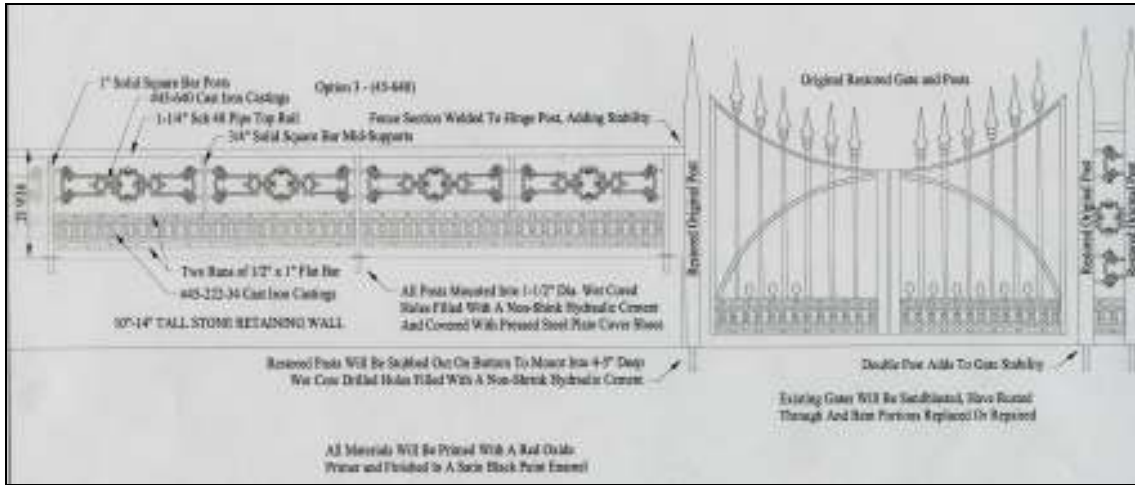 1" Solid Square Bar Posts
#45-640 Cast Iron Castings
Option 3 - (45-640)
1-1/4" Sch 40 Pipe Top Rail
3/4" Solid Square Bar Mid-Supports
Fence Section Welded To Hinge Post, Adding Stability
Original Restored Gate and Posts
Restored Original Post
Restored Original Post
Restored Original Post
Two Runs of 1/2" x 1" Flat Bar
#45-222-34 Cast Iron Castings
TALL STONE RETAINING WALL
All Posts Mounted Into 1-1/2" Dia. Wet Cored
Holes Filled With A Non-Shink Hydraulic Cement
And Covered With Pressed Steel Plate Cover Shoes
Restored Posts Will Be Stubbed Out On Bottom To Mount Into 4-5" Deep
Wet Core Drilled Holes Filled With A Non-Shrink Hydraulic Cement
Double Post Adds To Gate Stability
Existing Gates Will Be Sandblasted, Have Rusted
Through And Bent Portions Replaced Or Repaired
All Materials Will Be Primed With A Red Oxide
Primer and Finished In A Satin Black Paint Enamel